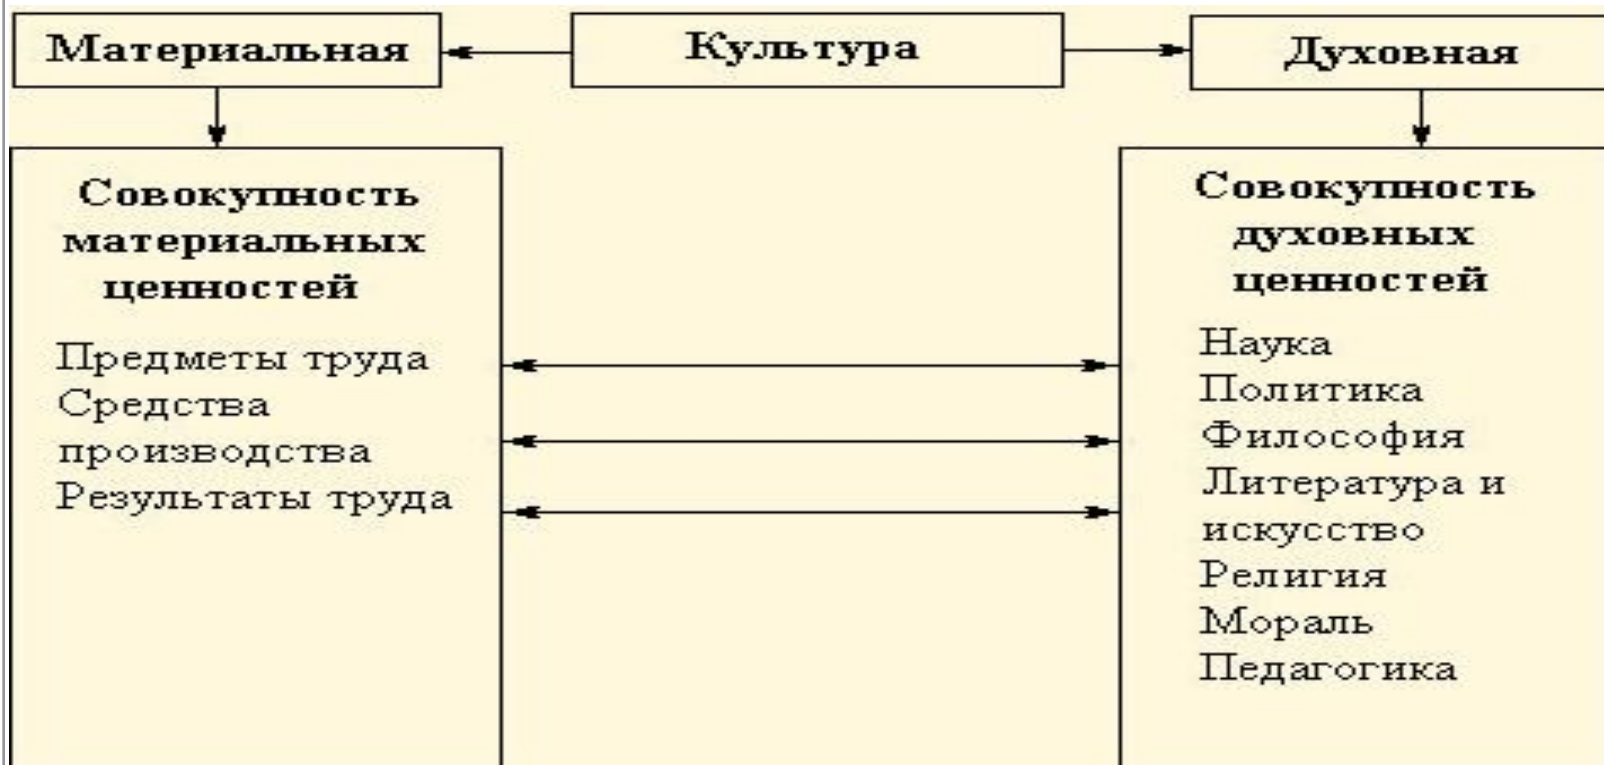 Материальная
Культура
Духовная
Совокупность
материальных
ценностей
Предметы труда
Средства
производства
Результаты труда
Совокупность
духовных
ценностей
Наука
Политика
Философия
Литература и
искусство
Религия
Мораль
Педагогика